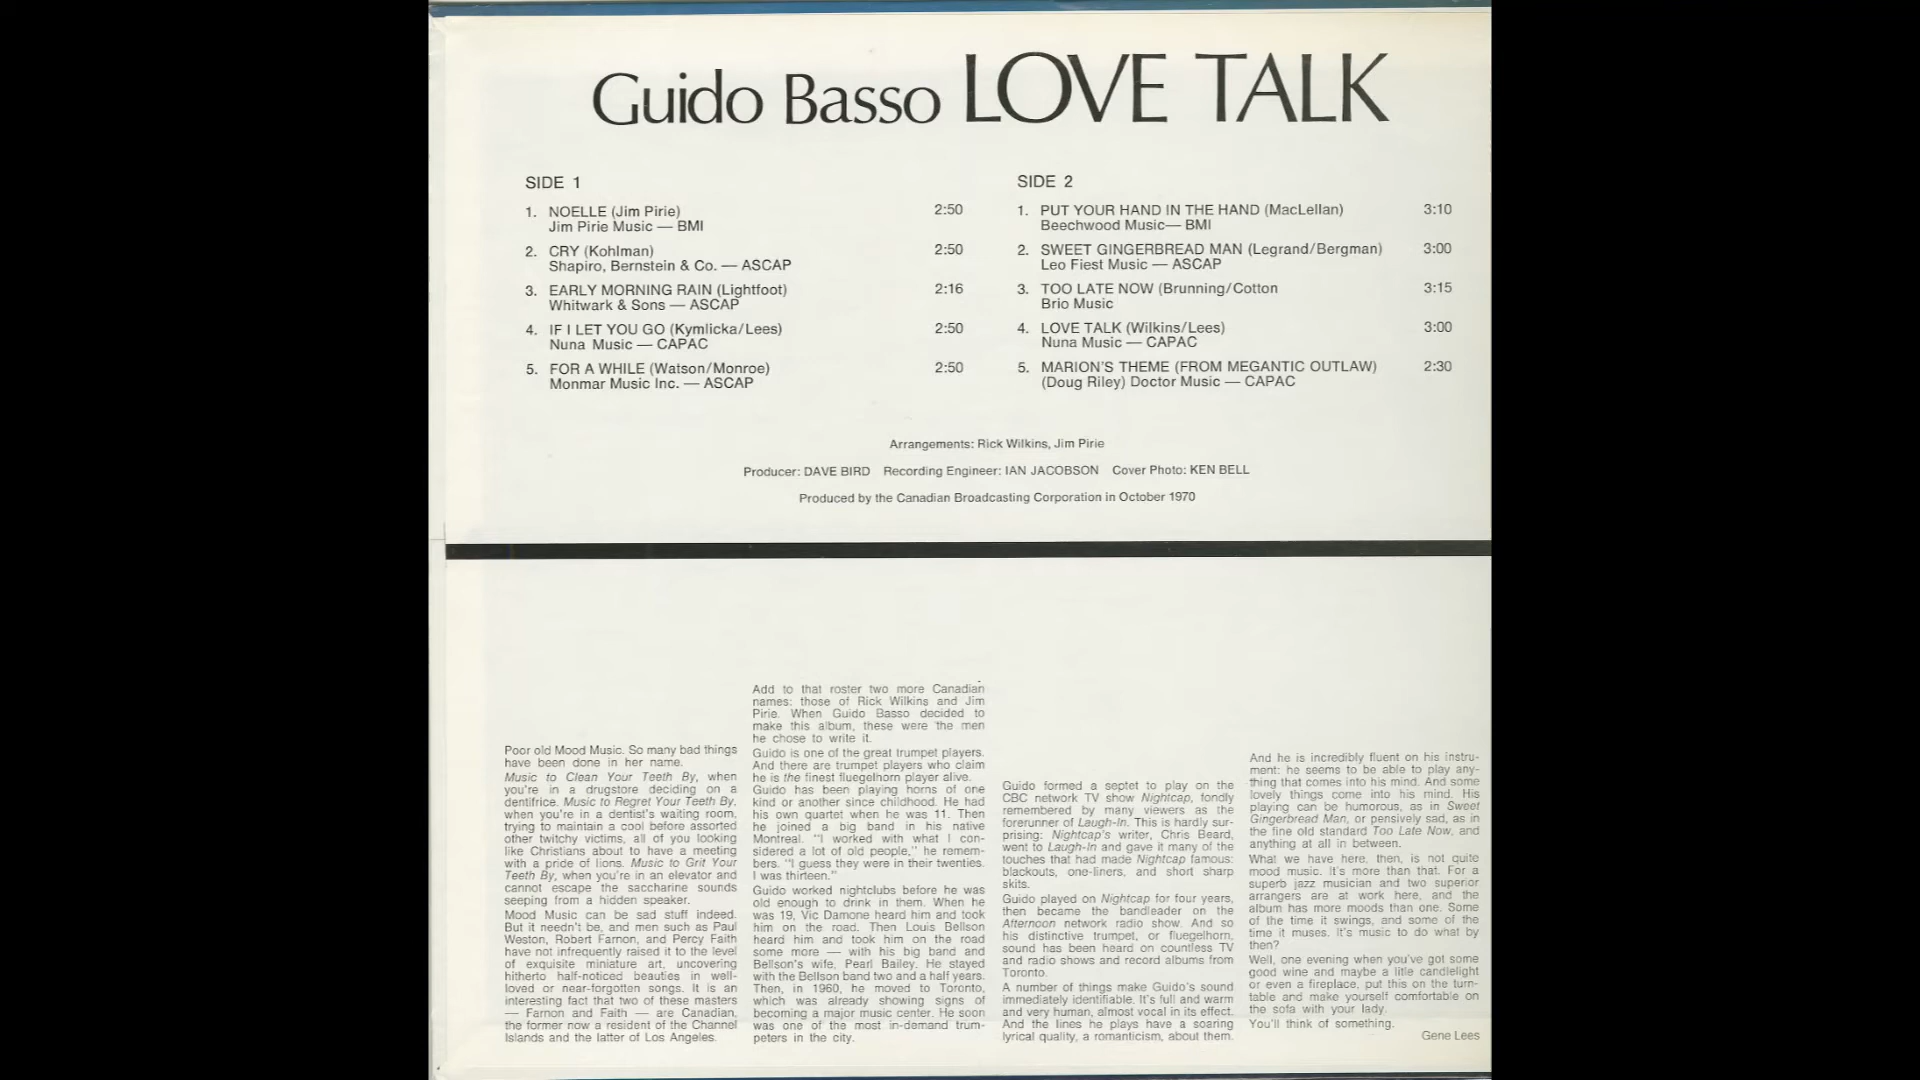 Guido Basso LOVE TALK
SIDE 1
1. NOELLE (Jim Pirie) 2:50
Jim Pirie Music — BMI
2. CRY (Kohlman) 2:50
Shapiro, Bernstein & Co. — ASCAP
3. EARLY MORNING RAIN (Lightfoot) 2:16
Whitwark & Sons — ASCAP
4. IF I LET YOU GO (Kymlicka/Lees) 2:50
Nuna Music — CAPAC
5. FOR A WHILE (Watson/Monroe) 2:50
Monmar Music Inc. — ASCAP
SIDE 2
1. PUT YOUR HAND IN THE HAND (MacLellan) 3:10
Beechwood Music— BMI
2. SWEET GINGERBREAD MAN (Legrand/Bergman) 3:00
Leo Fiest Music — ASCAP
3. TOO LATE NOW (Brunning/Cotton 3:15
Brio Music
4. LOVE TALK (Wilkins/Lees) 3:00
Nuna Music — CAPAC
5. MARION'S THEME (FROM MEGANTIC OUTLAW) 2:30
(Doug Riley) Doctor Music — CAPAC
Arrangements: Rick Wilkins, Jim Pirie
Producer: DAVE BIRD Recording Engineer: IAN JACOBSON Cover Photo: KEN BELL
Produced by the Canadian Broadcasting Corporation in October 1970
Poor old Mood Music. So many bad things
have been done in her name.
Music to Clean Your Teeth By, when
you're in a drugstore deciding on a
dentifrice. Music to Regret Your Teeth By,
when you're in a dentist's waiting room,
trying to maintain a cool before assorted
other twitchy victims, all of you looking
like Christians about to have a meeting
with a pride of lions. Music to Grit Your
Teeth By, when you're in an elevator and
cannot escape the saccharine sounds
seeping from a hidden speaker.
Mood Music can be sad stuff indeed.
But it needn't be, and men such as Paul
Weston, Robert Farnon, and Percy Faith
have not infrequently raised it to the level
of exquisite miniature art, uncovering
hitherto half-noticed beauties in well-
loved or near-forgotten songs. It is an
interesting fact that two of these masters
— Farnon and Faith — are Canadian,
the former now a resident of the Channel
Islands and the latter of Los Angeles.
Add to that roster two more Canadian
names: those of Rick Wilkins and Jim
Pirie. When Guido Basso decided to
make this album, these were the men
he chose to write it.
Guido is one of the great trumpet players.
And there are trumpet players who claim
he is the finest fluegelhorn player alive.
Guido has been playing horns of one
kind or another since childhood. He had
his own quartet when he was 11. Then
he joined a big band in his native
Montreal. "I worked with what I con-
sidered a lot of old people," he remem-
bers. "I guess they were in their twenties.
I was thirteen."
Guido worked nightclubs before he was
old enough to drink in them. When he
was 19, Vic Damone heard him and took
him on the road. Then Louis Bellson
heard him and took him on the road
some more — with his big band and
Bellson's wife, Pearl Bailey. He stayed
with the Bellson band two and a half years.
Then, in 1960, he moved to Toronto,
which was already showing signs of
becoming a major music center. He soon
was one of the most in-demand trum-
peters in the city.
Guido formed a septet to play on the
CBC network TV show Nightcap, fondly
remembered by many viewers as the
forerunner of Laugh-In. This is hardly sur-
prising: Nightcap's writer, Chris Beard,
went to Laugh-In and gave it many of the
touches that had made Nightcap famous:
blackouts, one-liners, and short sharp
skits.
Guido played on Nightcap for four years,
then became the bandleader on the
Afternoon network radio show. And so
his distinctive trumpet, or fluegelhorn,
sound has been heard on countless TV
and radio shows and record albums from
Toronto.
A number of things make Guido's sound
immediately identifiable. It's full and warm
and very human, almost vocal in its effect.
And the lines he plays have a soaring
lyrical quality, a romanticism, about them.
And he is incredibly fluent on his instru-
ment: he seems to be able to play any-
thing that comes into his mind. And some
lovely things come into his mind. His
playing can be humorous, as in Sweet
Gingerbread Man, or pensively sad, as in
the fine old standard Too Late Now, and
anything at all in between.
What we have here, then, is not quite
mood music. It's more than that. For a
superb jazz musician and two superior
arrangers are at work here, and the
album has more moods than one. Some
of the time it swings, and some of the
time it muses. It's music to do what by
then?
Well, one evening when you've got some
good wine and maybe a litle candlelight
or even a fireplace, put this on the turn-
table and make yourself comfortable on
the sofa with your lady.
You'll think of something.
Gene Lees